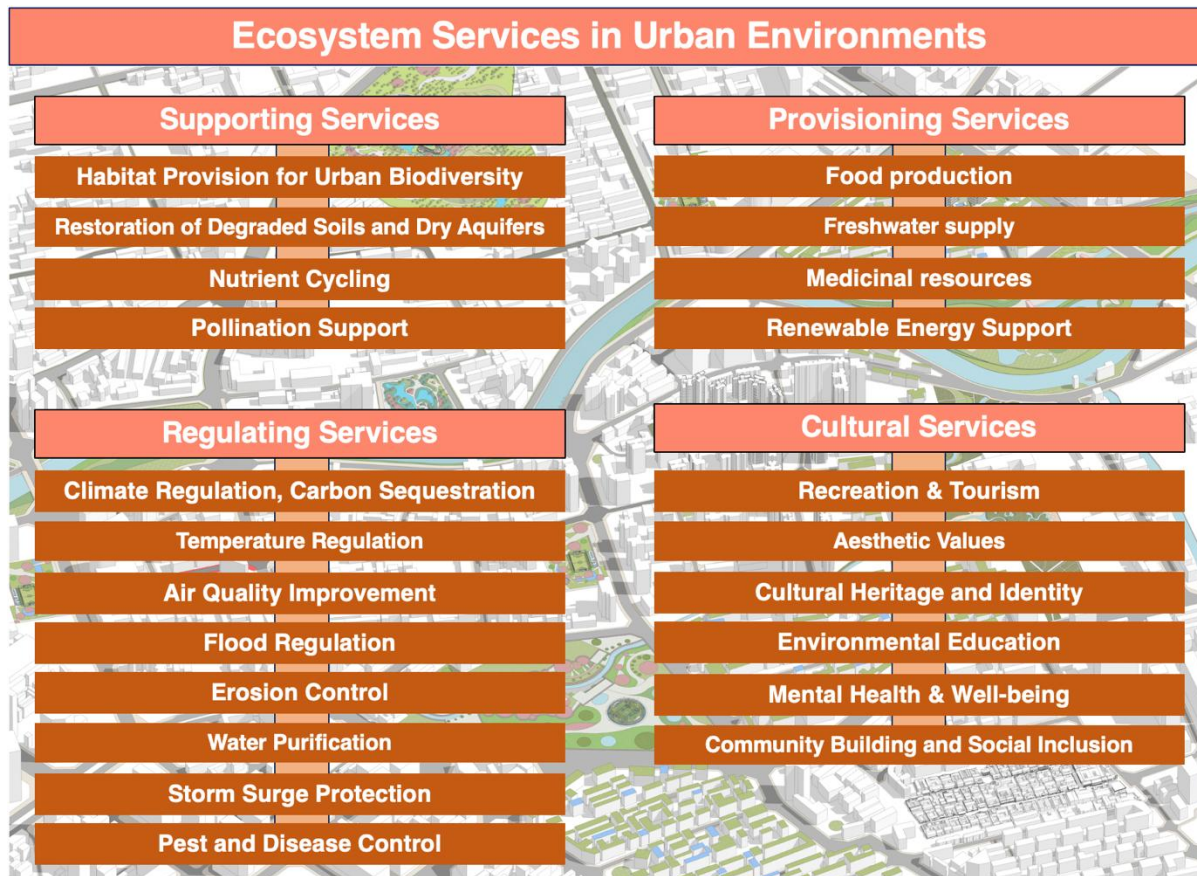 Ecosystem Services in Urban Environments
Supporting Services
Habitat Provision for Urban Biodiversity
Restoration of Degraded Soils and Dry Aquifers
Nutrient Cycling
Pollination Support
Provisioning Services
Food production
Freshwater supply
Medicinal resources
Renewable Energy Support
Regulating Services
Climate Regulation, Carbon Sequestration
Temperature Regulation
Air Quality Improvement
Flood Regulation
Erosion Control
Water Purification
Storm Surge Protection
Pest and Disease Control
Cultural Services
Recreation & Tourism
Aesthetic Values
Cultural Heritage and Identity
Environmental Education
Mental Health & Well-being
Community Building and Social Inclusion